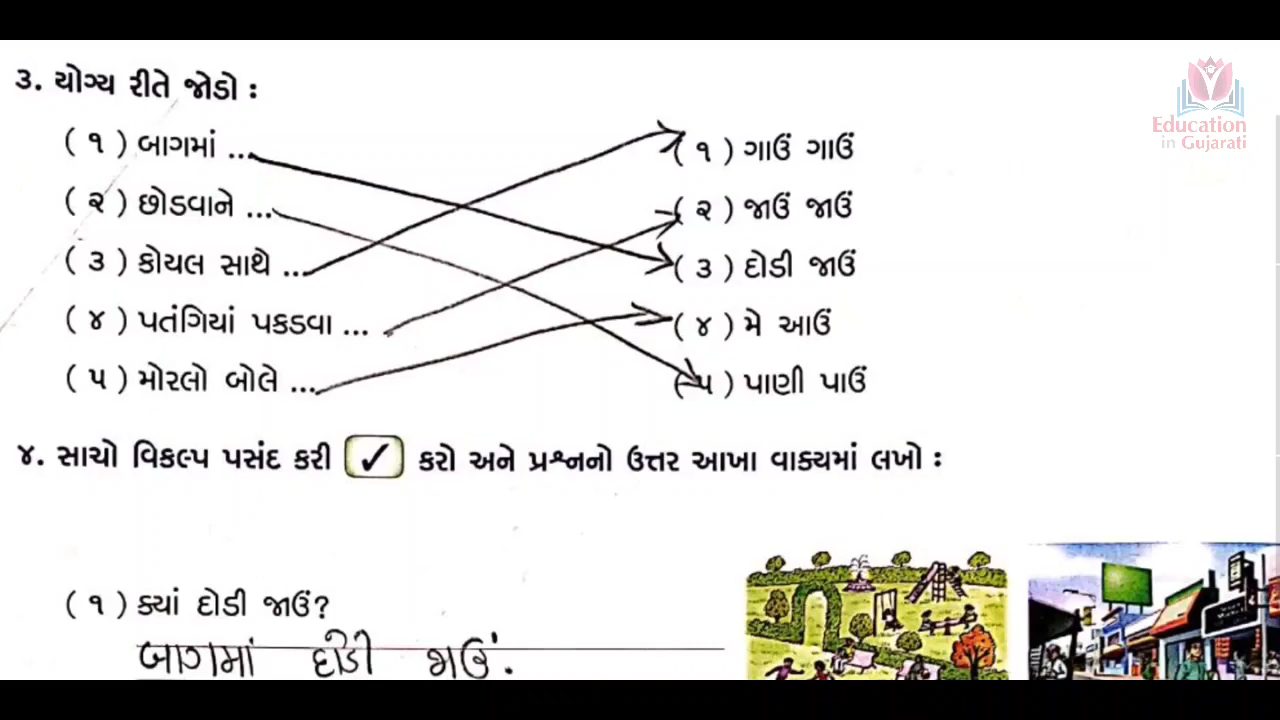 ૩. યોગ્ય રીતે જોડો :
Education
in Gujarati
( ૧ ) બાગમાં ... ( ૧ ) ગાઉં ગાઉં
( ૨ ) છોડવાને ... ( ૨ ) જાઉં જાઉં
( ૩ ) કોયલ સાથે ... ( ૩ ) દોડી જાઉં
( ૪ ) પતંગિયાં પકડવા ... ( ૪ ) મે આઉં
( ૫ ) મોરલો બોલે ... ( ૫ ) પાણી પાઉં
૪. સાચો વિકલ્પ પસંદ કરી ✓ કરો અને પ્રશ્નનો ઉત્તર આખા વાક્યમાં લખો :
( ૧ ) ક્યાં દોડી જાઉં?
બાગમાં દોડી જાઉં.